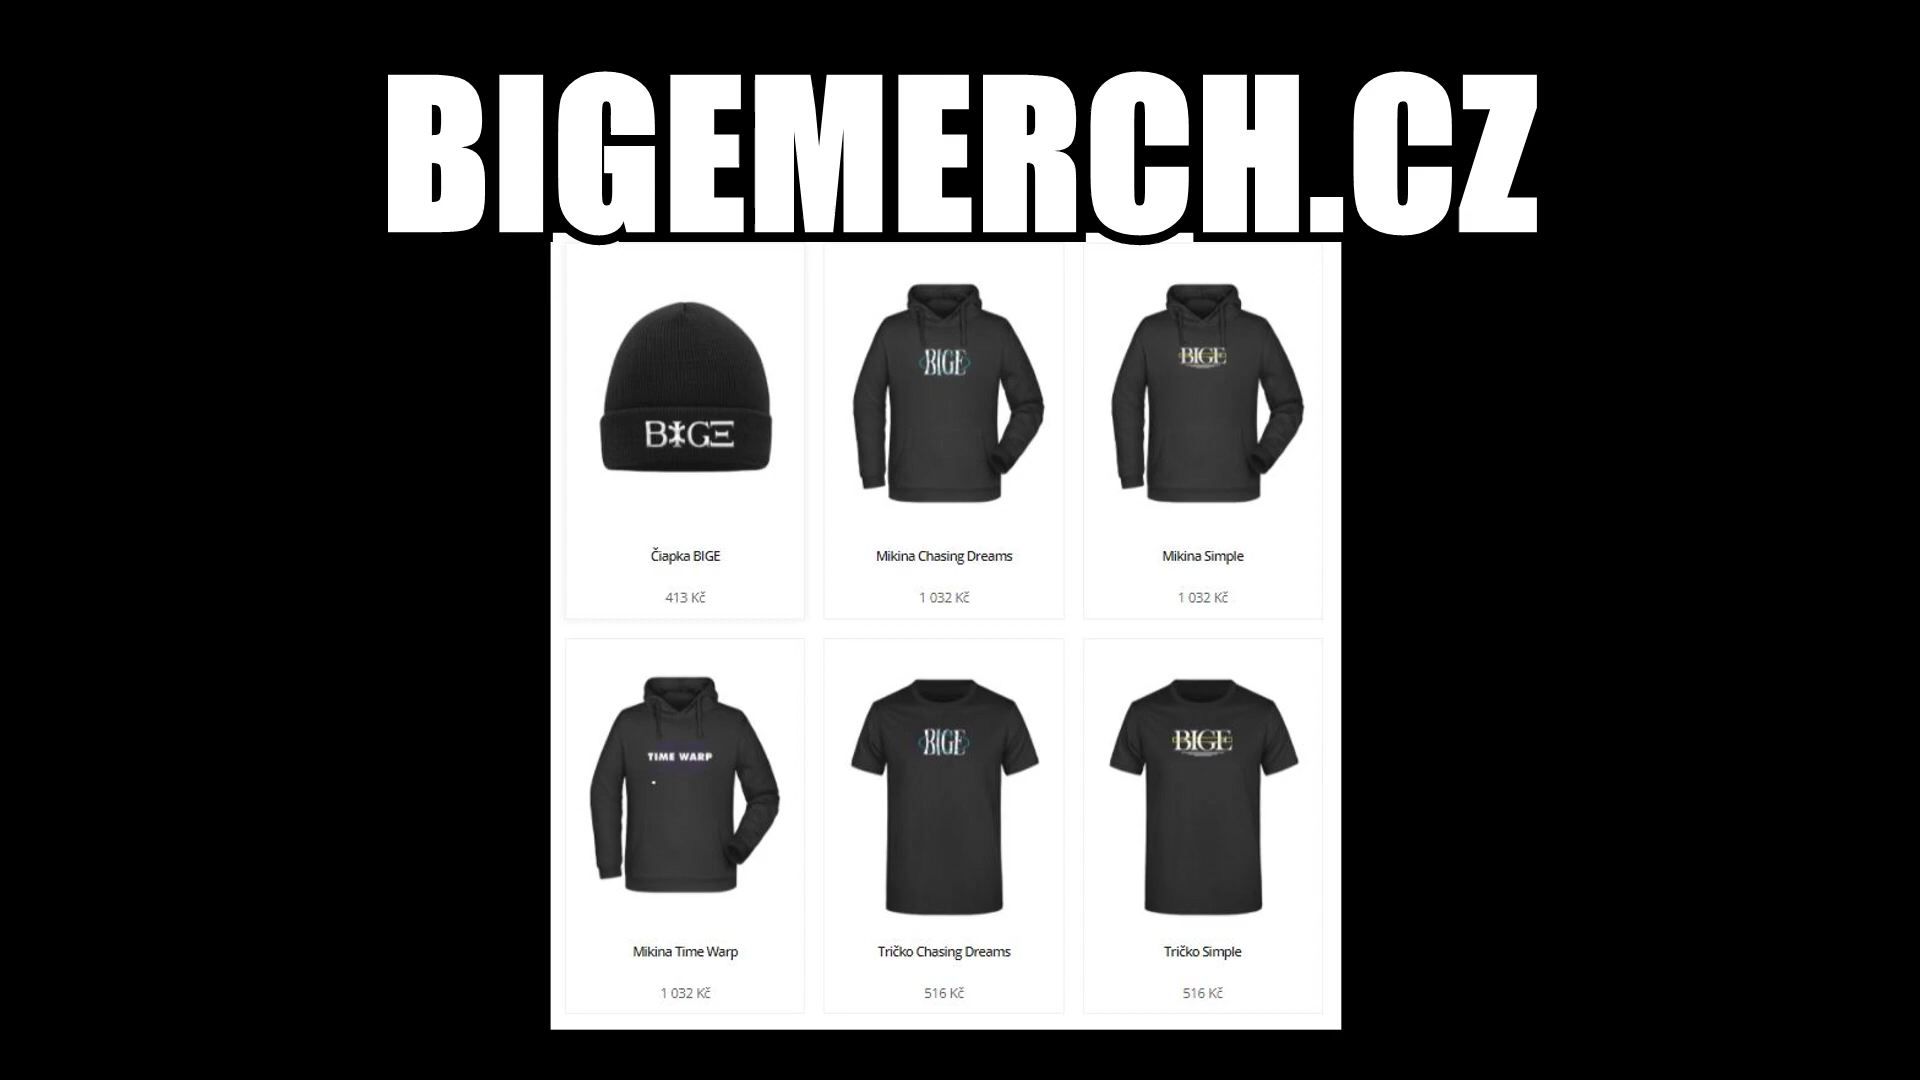 BIGEMERCH.CZ
BIGE
BIGE
BIGE
Čiapka BIGE
Mikina Chasing Dreams
Mikina Simple
413 Kč
1 032 Kč
1 032 Kč
TIME WARP
BIGE
BIGE
Mikina Time Warp
Tričko Chasing Dreams
Tričko Simple
1 032 Kč
516 Kč
516 Kč